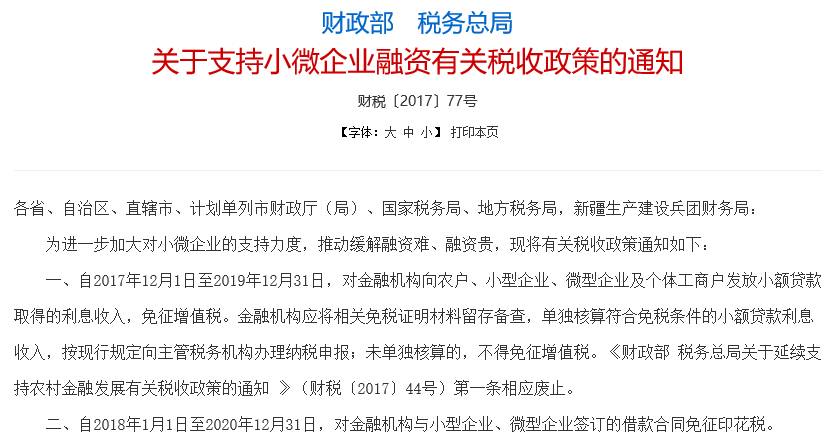 财政部　税务总局
关于支持小微企业融资有关税收政策的通知
财税〔2017〕77号
【字体：大 中 小】 打印本页
各省、自治区、直辖市、计划单列市财政厅（局）、国家税务局、地方税务局，新疆生产建设兵团财务局：
为进一步加大对小微企业的支持力度，推动缓解融资难、融资贵，现将有关税收政策通知如下：
一、自2017年12月1日至2019年12月31日，对金融机构向农户、小型企业、微型企业及个体工商户发放小额贷款
取得的利息收入，免征增值税。金融机构应将相关免税证明材料留存备查，单独核算符合免税条件的小额贷款利息
收入，按现行规定向主管税务机构办理纳税申报；未单独核算的，不得免征增值税。《财政部 税务总局关于延续支
持农村金融发展有关税收政策的通知 》（财税〔2017〕44号）第一条相应废止。
二、自2018年1月1日至2020年12月31日，对金融机构与小型企业、微型企业签订的借款合同免征印花税。